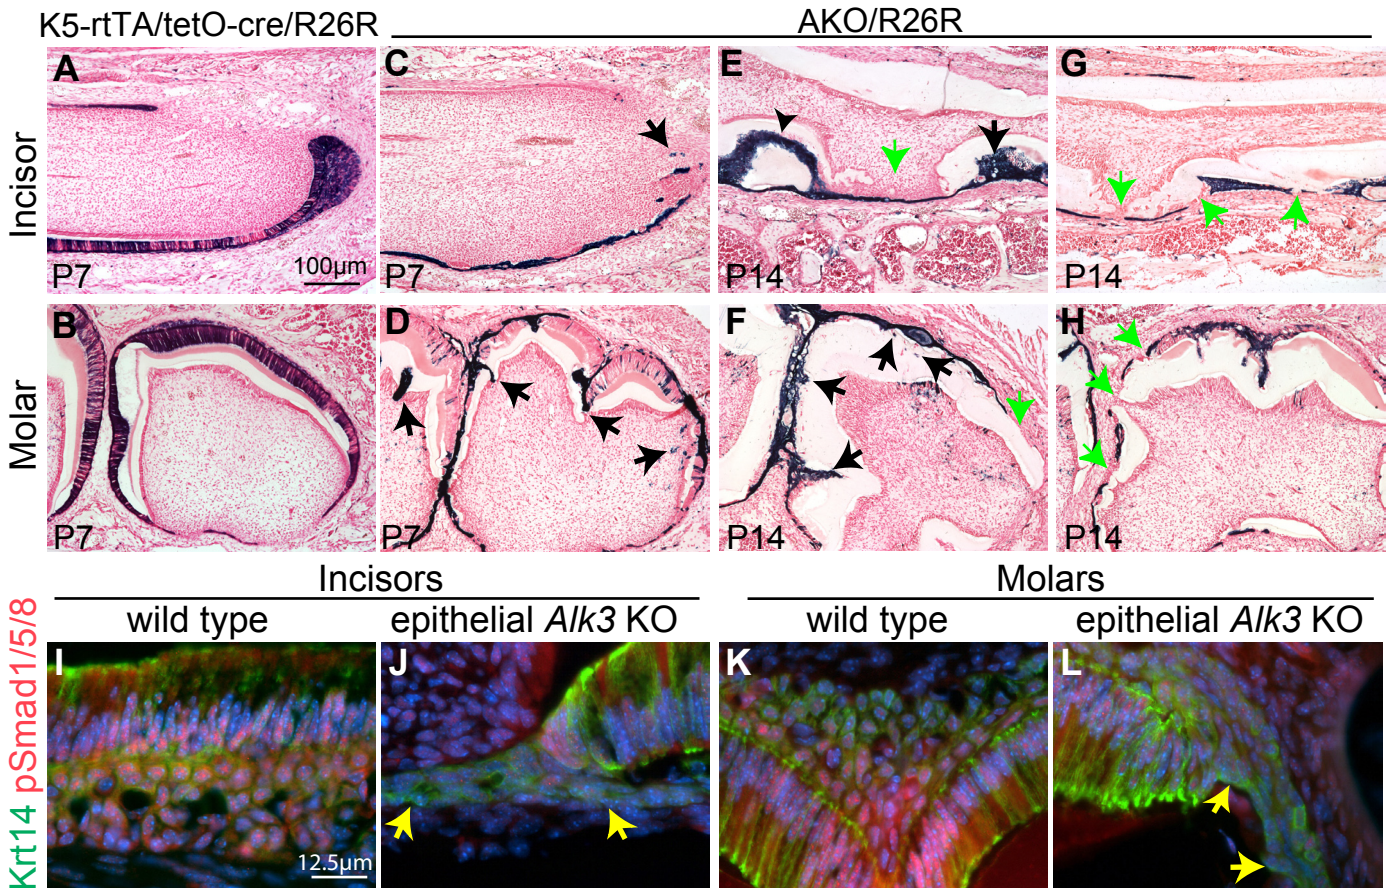 K5-rtTA/tetO-cre/R26R
AKO/R26R
Incisor
A
P7
100µm
C
P7
E
P14
G
P14
Molar
B
P7
D
P7
F
P14
H
P14
Incisors
Molars
wild type
epithelial Alk3 KO
wild type
epithelial Alk3 KO
Krt14 pSmad1/5/8
I
12.5µm
J
K
L